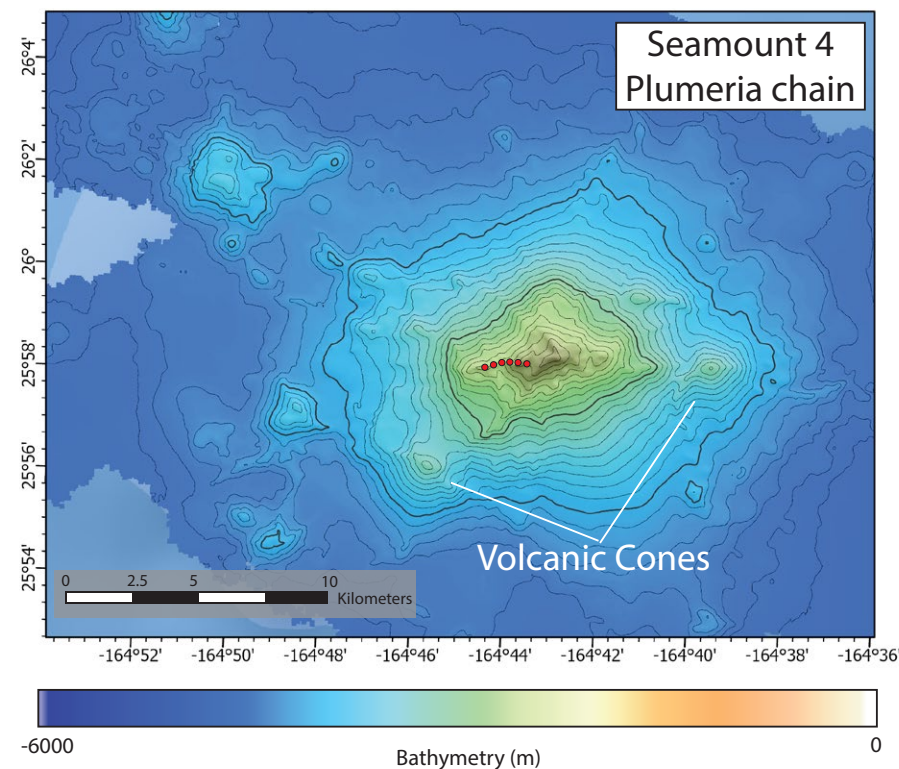 Seamount 4
Plumeria chain
26°4'
26°2'
26°
25°58'
25°56'
25°54'
Volcanic Cones
0 2.5 5 10
Kilometers
-164°52' -164°50' -164°48' -164°46' -164°44' -164°42' -164°40' -164°38' -164°36'
-6000 0
Bathymetry (m)